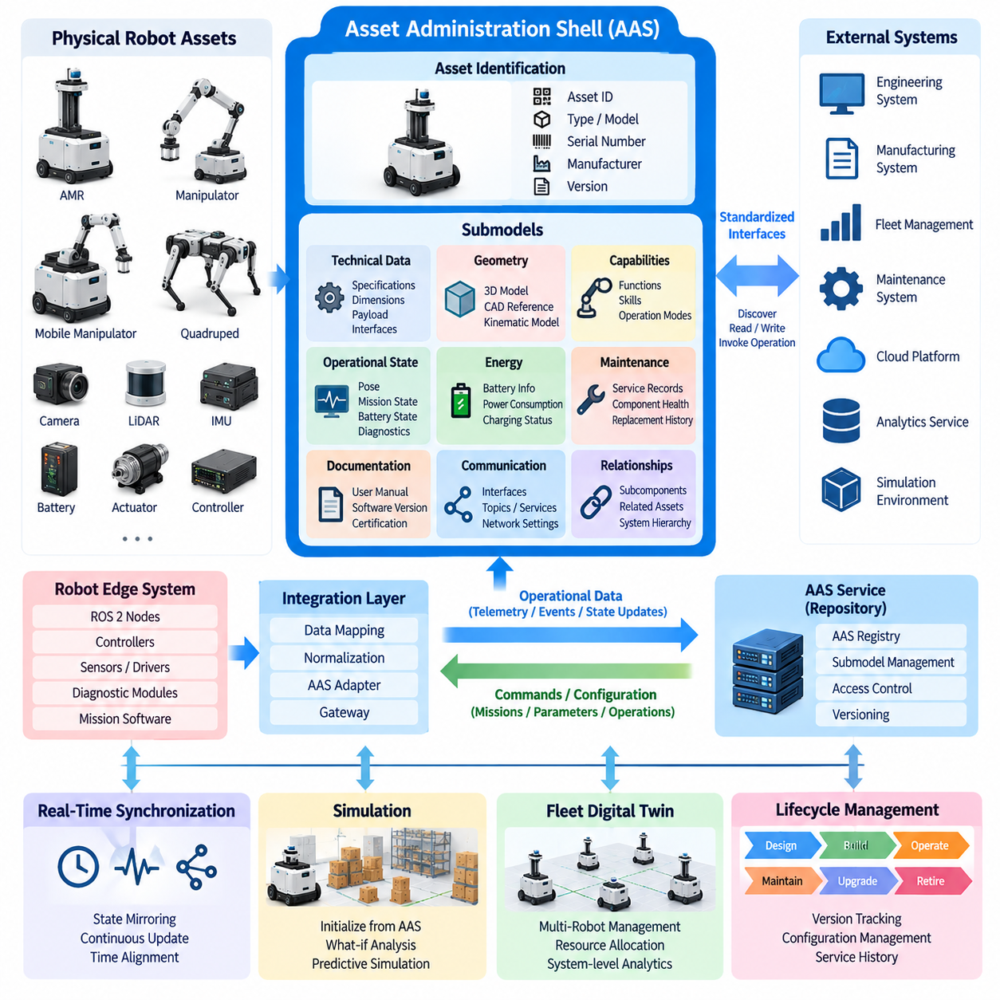 Physical Robot Assets
AMR
Manipulator
Mobile Manipulator
Quadruped
Camera
LiDAR
IMU
Battery
Actuator
Controller
Asset Administration Shell (AAS)
Asset Identification
Asset ID
Type / Model
Serial Number
Manufacturer
Version
Submodels
Technical Data
Specifications
Dimensions
Payload
Interfaces
Geometry
3D Model
CAD Reference
Kinematic Model
Capabilities
Functions
Skills
Operation Modes
Operational State
Pose
Mission State
Battery State
Diagnostics
Energy
Battery Info
Power Consumption
Charging Status
Maintenance
Service Records
Component Health
Replacement History
Documentation
User Manual
Software Version
Certification
Communication
Interfaces
Topics / Services
Network Settings
Relationships
Subcomponents
Related Assets
System Hierarchy
Standardized
Interfaces
Discover
Read / Write
Invoke Operation
External Systems
Engineering
System
Manufacturing
System
Fleet Management
Maintenance
System
Cloud Platform
Analytics Service
Simulation
Environment
Robot Edge System
ROS 2 Nodes
Controllers
Sensors / Drivers
Diagnostic Modules
Mission Software
Integration Layer
Data Mapping
Normalization
AAS Adapter
Gateway
Operational Data
(Telemetry / Events / State Updates)
Commands / Configuration
(Missions / Parameters / Operations)
AAS Service
(Repository)
AAS Registry
Submodel Management
Access Control
Versioning
Real-Time Synchronization
State Mirroring
Continuous Update
Time Alignment
Simulation
Initialize from AAS
What-if Analysis
Predictive Simulation
Fleet Digital Twin
Multi-Robot Management
Resource Allocation
System-level Analytics
Lifecycle Management
Design
Build
Operate
Maintain
Upgrade
Retire
Version Tracking
Configuration Management
Service History